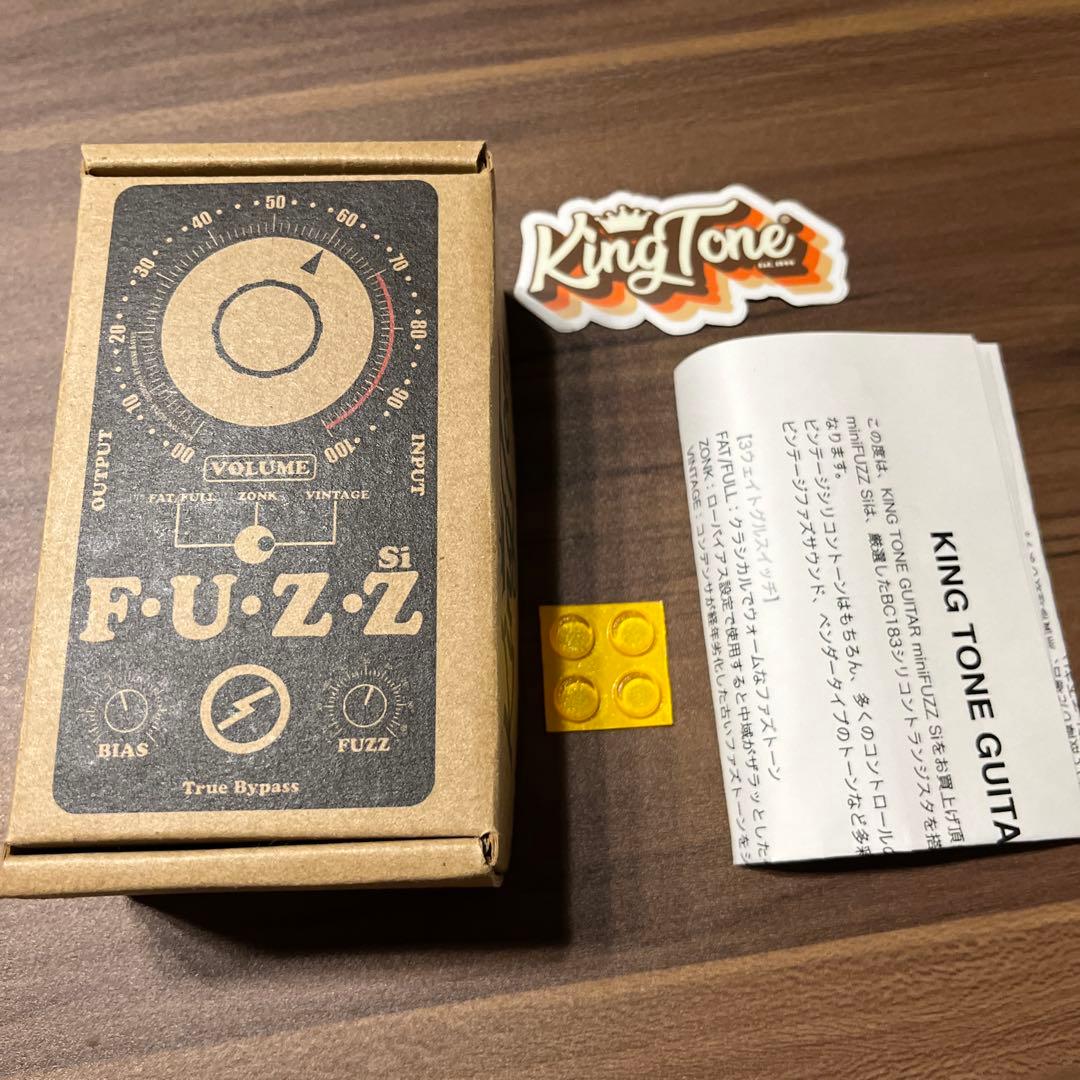 00
10
20
30
40
50
60
70
80
90
100
OUTPUT
INPUT
VOLUME
FAT/FULL ZONK VINTAGE
Si
F·U·Z·Z
BIAS
FUZZ
True Bypass
KingTone
KING TONE GUITA
この度は、KING TONE GUITAR miniFUZZ Siをお買上げ頂
miniFUZZ Siは、厳選したBC183シリコントランジスタを搭
なります。
ビンテージシリコントーンはもちろん、多くのコントロールの
ビンテージファズサウンド、ベンダータイプのトーンなど多彩
【3ウェイトグルスイッチ】
FAT/FULL：クラシカルでウォームなファズトーン
ZONK：ローバイアス設定で使用すると中域がザラッとした
VINTAGE：コンデンサが経年劣化した古いファズトーンを